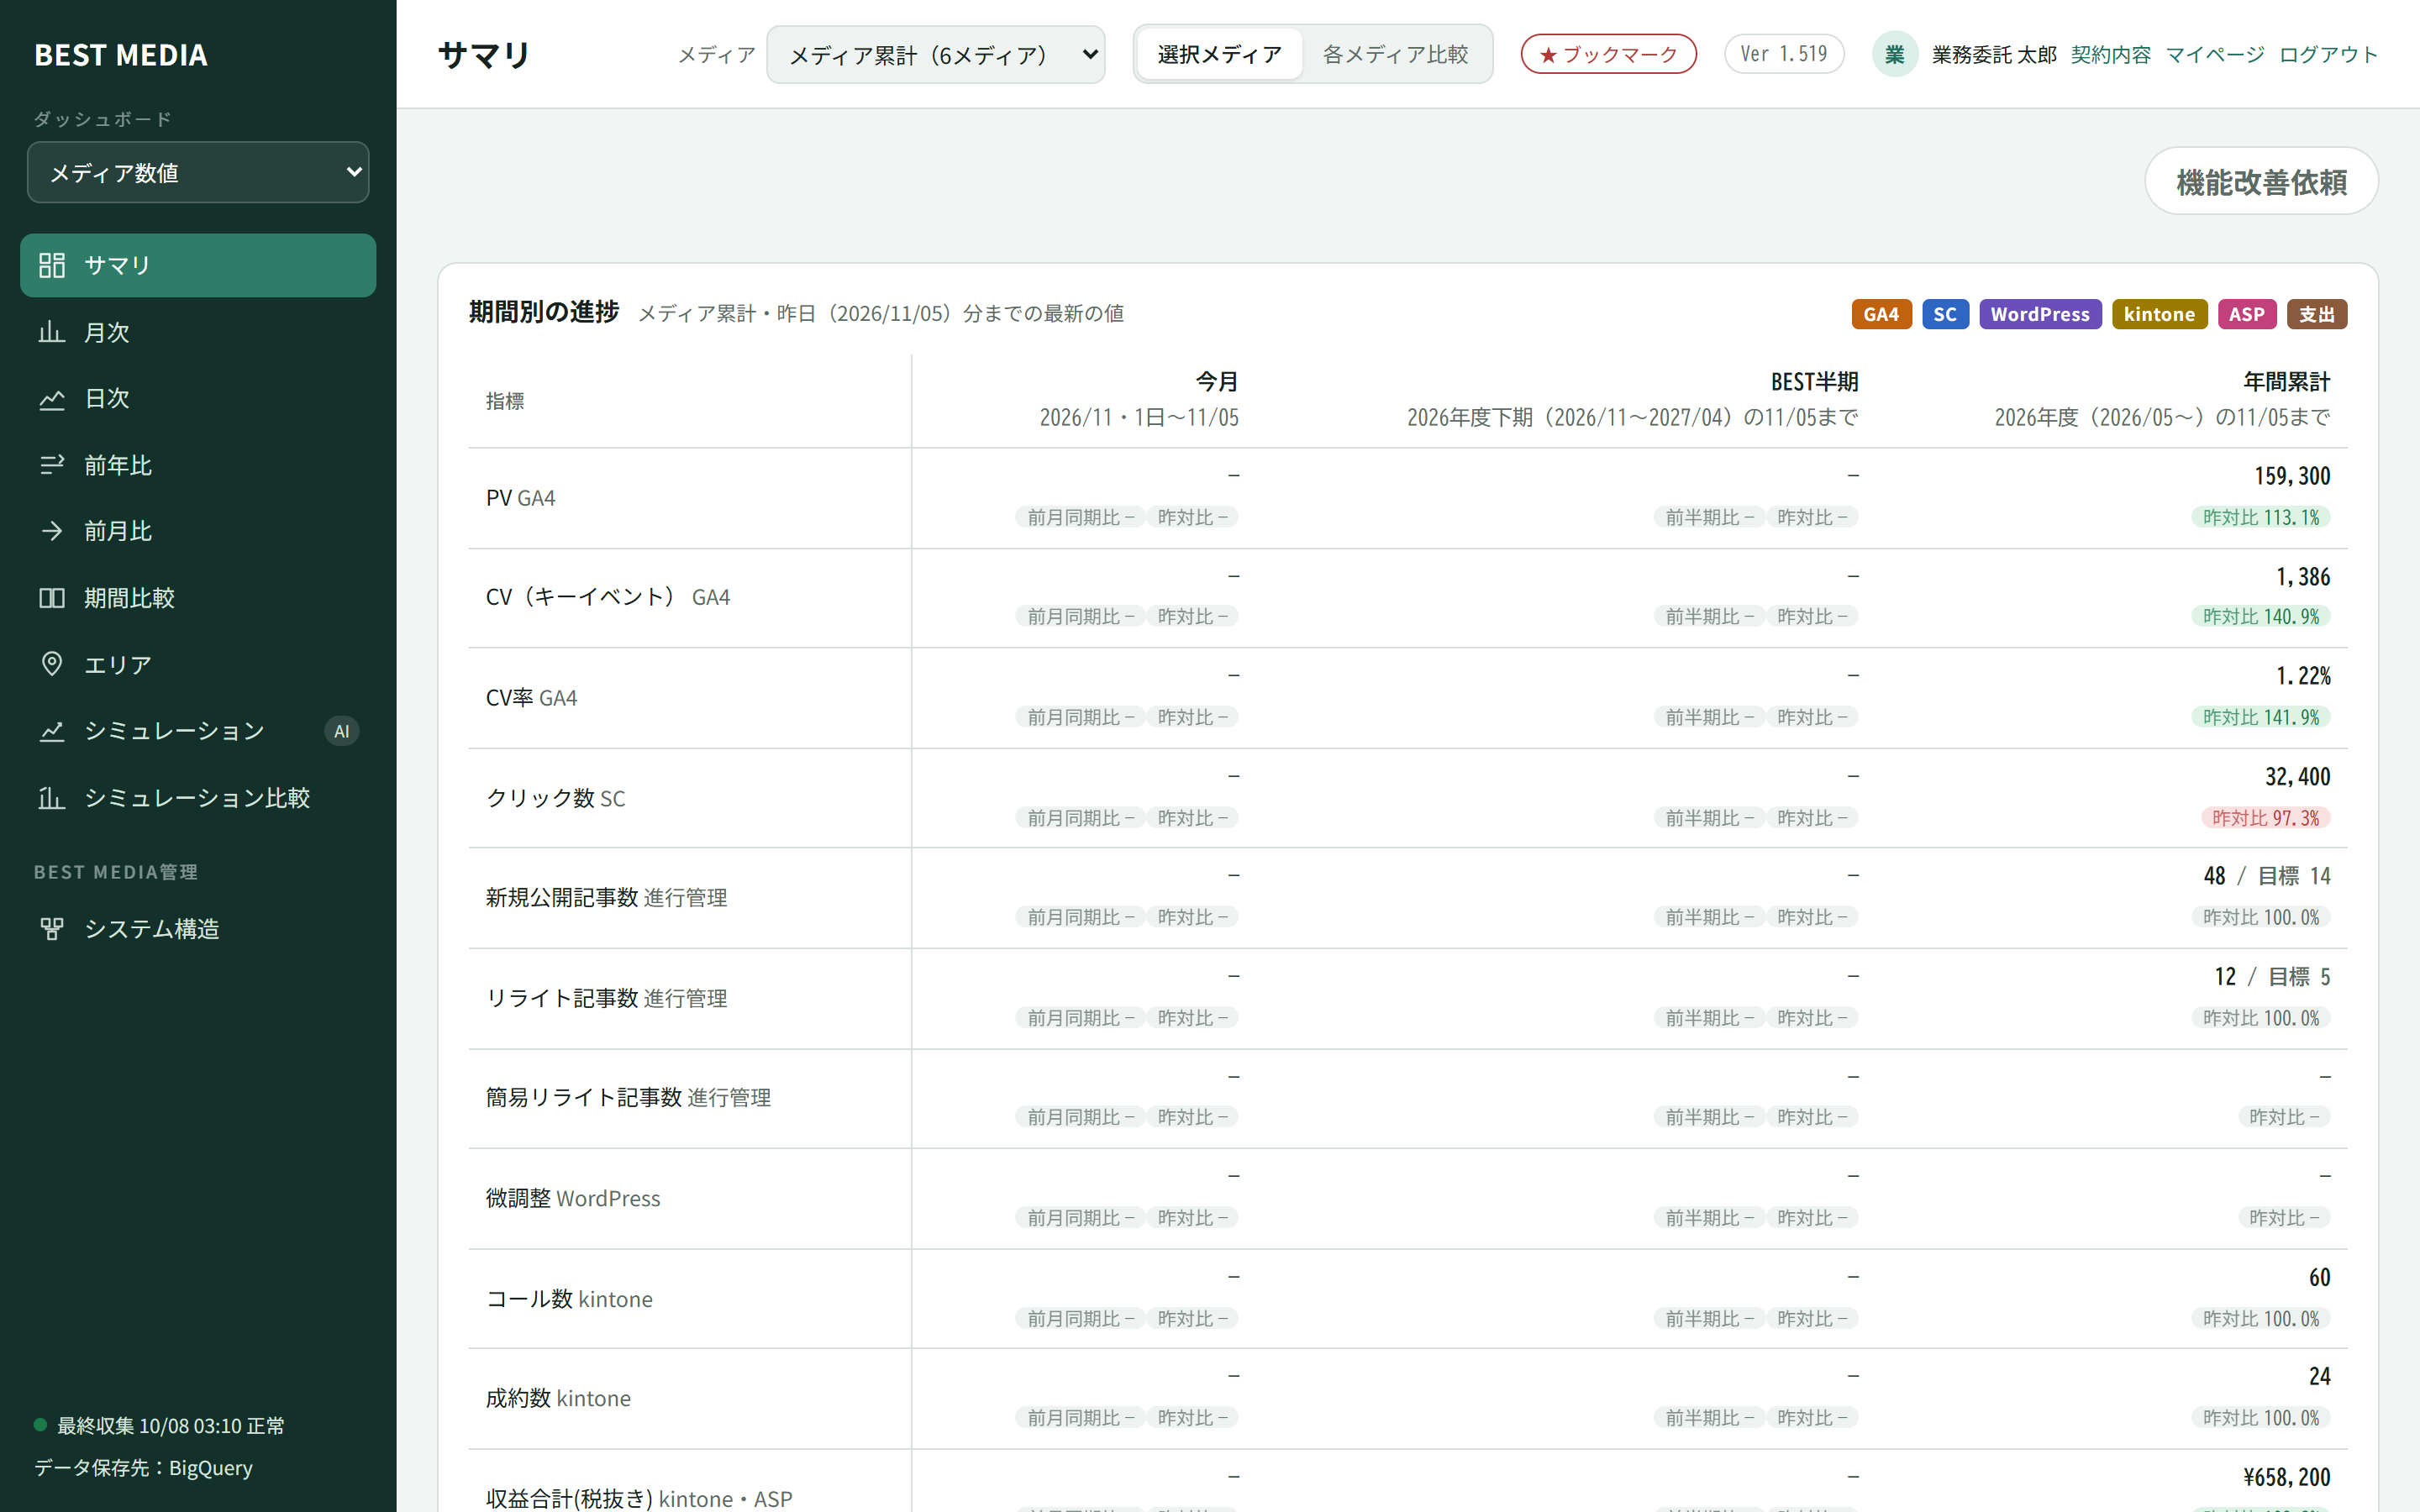 BEST MEDIA
ダッシュボード
メディア数値
サマリ
月次
日次
前年比
前月比
期間比較
エリア
シミュレーション AI
シミュレーション比較
BEST MEDIA管理
システム構造
最終収集 10/08 03:10 正常
データ保存先：BigQuery
サマリ メディア メディア累計（6メディア） 選択メディア 各メディア比較 ★ブックマーク Ver 1.519 業 業務委託 太郎 契約内容 マイページ ログアウト
機能改善依頼
期間別の進捗 メディア累計・昨日（2026/11/05）分までの最新の値 GA4 SC WordPress kintone ASP 支出
指標 今月 BEST半期 年間累計
2026/11・1日〜11/05 2026年度下期（2026/11〜2027/04）の11/05まで 2026年度（2026/05〜）の11/05まで
PV GA4 – – 159,300
前月同期比 – 昨対比 – 前半期比 – 昨対比 – 昨対比 113.1%
CV（キーイベント） GA4 – – 1,386
前月同期比 – 昨対比 – 前半期比 – 昨対比 – 昨対比 140.9%
CV率 GA4 – – 1.22%
前月同期比 – 昨対比 – 前半期比 – 昨対比 – 昨対比 141.9%
クリック数 SC – – 32,400
前月同期比 – 昨対比 – 前半期比 – 昨対比 – 昨対比 97.3%
新規公開記事数 進行管理 – – 48 / 目標 14
前月同期比 – 昨対比 – 前半期比 – 昨対比 – 昨対比 100.0%
リライト記事数 進行管理 – – 12 / 目標 5
前月同期比 – 昨対比 – 前半期比 – 昨対比 – 昨対比 100.0%
簡易リライト記事数 進行管理 – – –
前月同期比 – 昨対比 – 前半期比 – 昨対比 – 昨対比 –
微調整 WordPress – – –
前月同期比 – 昨対比 – 前半期比 – 昨対比 – 昨対比 –
コール数 kintone – – 60
前月同期比 – 昨対比 – 前半期比 – 昨対比 – 昨対比 100.0%
成約数 kintone – – 24
前月同期比 – 昨対比 – 前半期比 – 昨対比 – 昨対比 100.0%
収益合計(税抜き) kintone・ASP – – ¥658,200